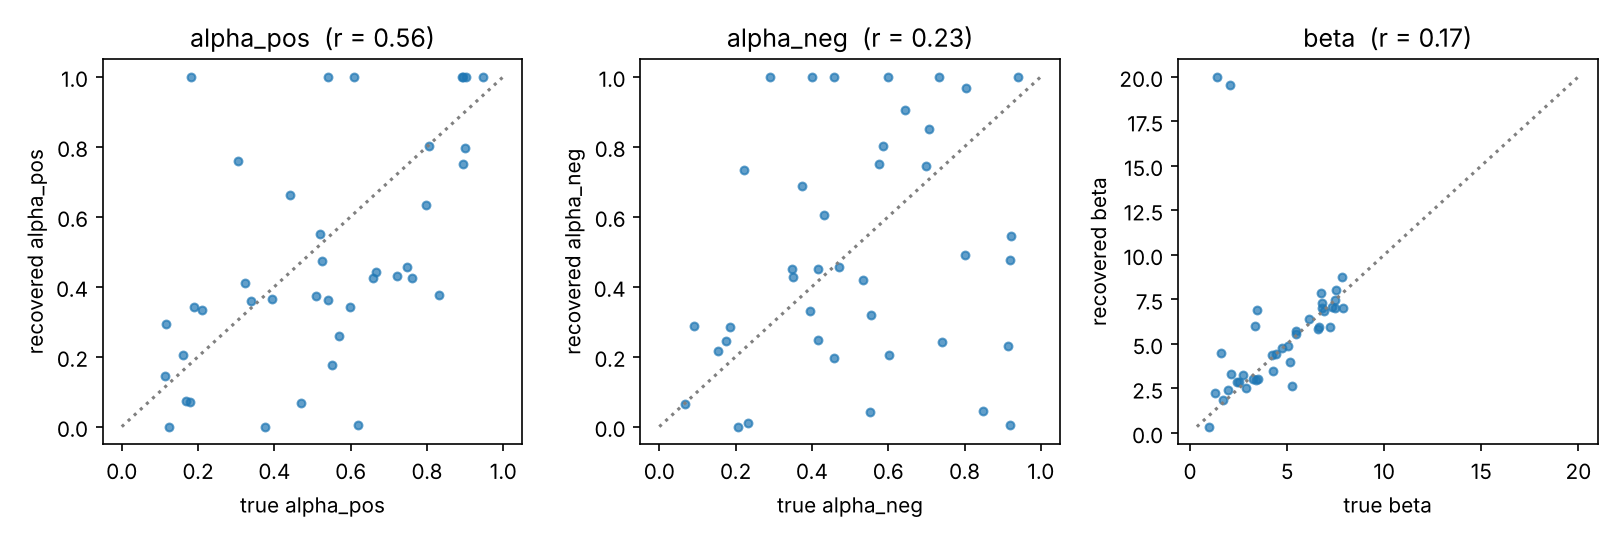 alpha_pos (r = 0.56)
recovered alpha_pos
1.0
0.8
0.6
0.4
0.2
0.0
0.0 0.2 0.4 0.6 0.8 1.0
true alpha_pos
alpha_neg (r = 0.23)
recovered alpha_neg
1.0
0.8
0.6
0.4
0.2
0.0
0.0 0.2 0.4 0.6 0.8 1.0
true alpha_neg
beta (r = 0.17)
recovered beta
20.0
17.5
15.0
12.5
10.0
7.5
5.0
2.5
0.0
0 5 10 15 20
true beta